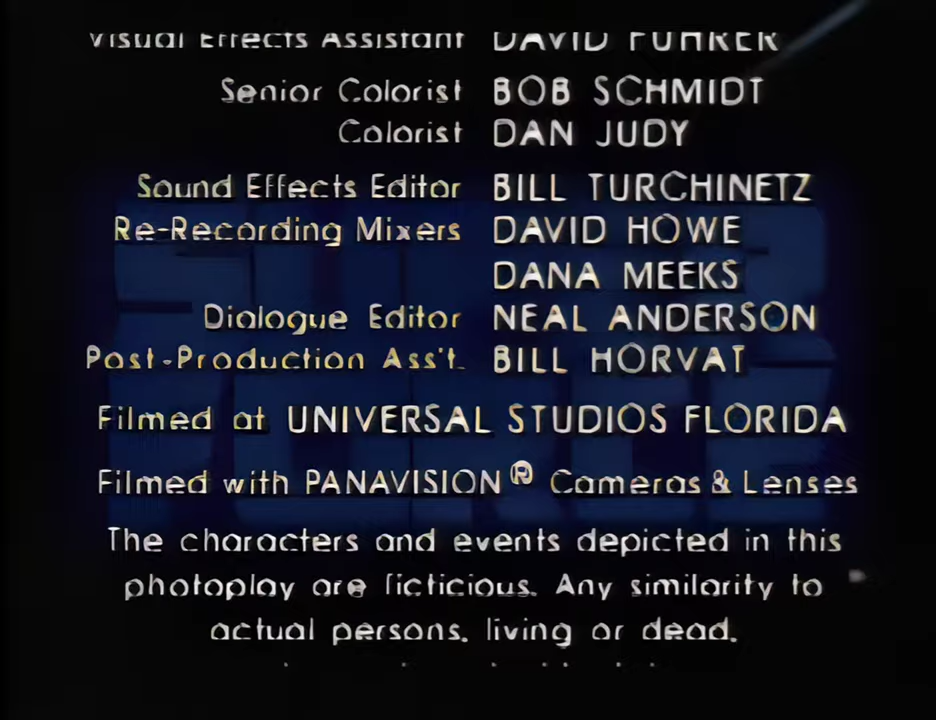 Visual Effects Assistant DAVID FUHRER
Senior Colorist BOB SCHMIDT
Colorist DAN JUDY
Sound Effects Editor BILL TURCHINETZ
Re-Recording Mixers DAVID HOWE
DANA MEEKS
Dialogue Editor NEAL ANDERSON
Post-Production Ass't. BILL HORVAT
Filmed at UNIVERSAL STUDIOS FLORIDA
Filmed with PANAVISION® Cameras & Lenses
The characters and events depicted in this
photoplay are ficticious. Any similarity to
actual persons, living or dead,